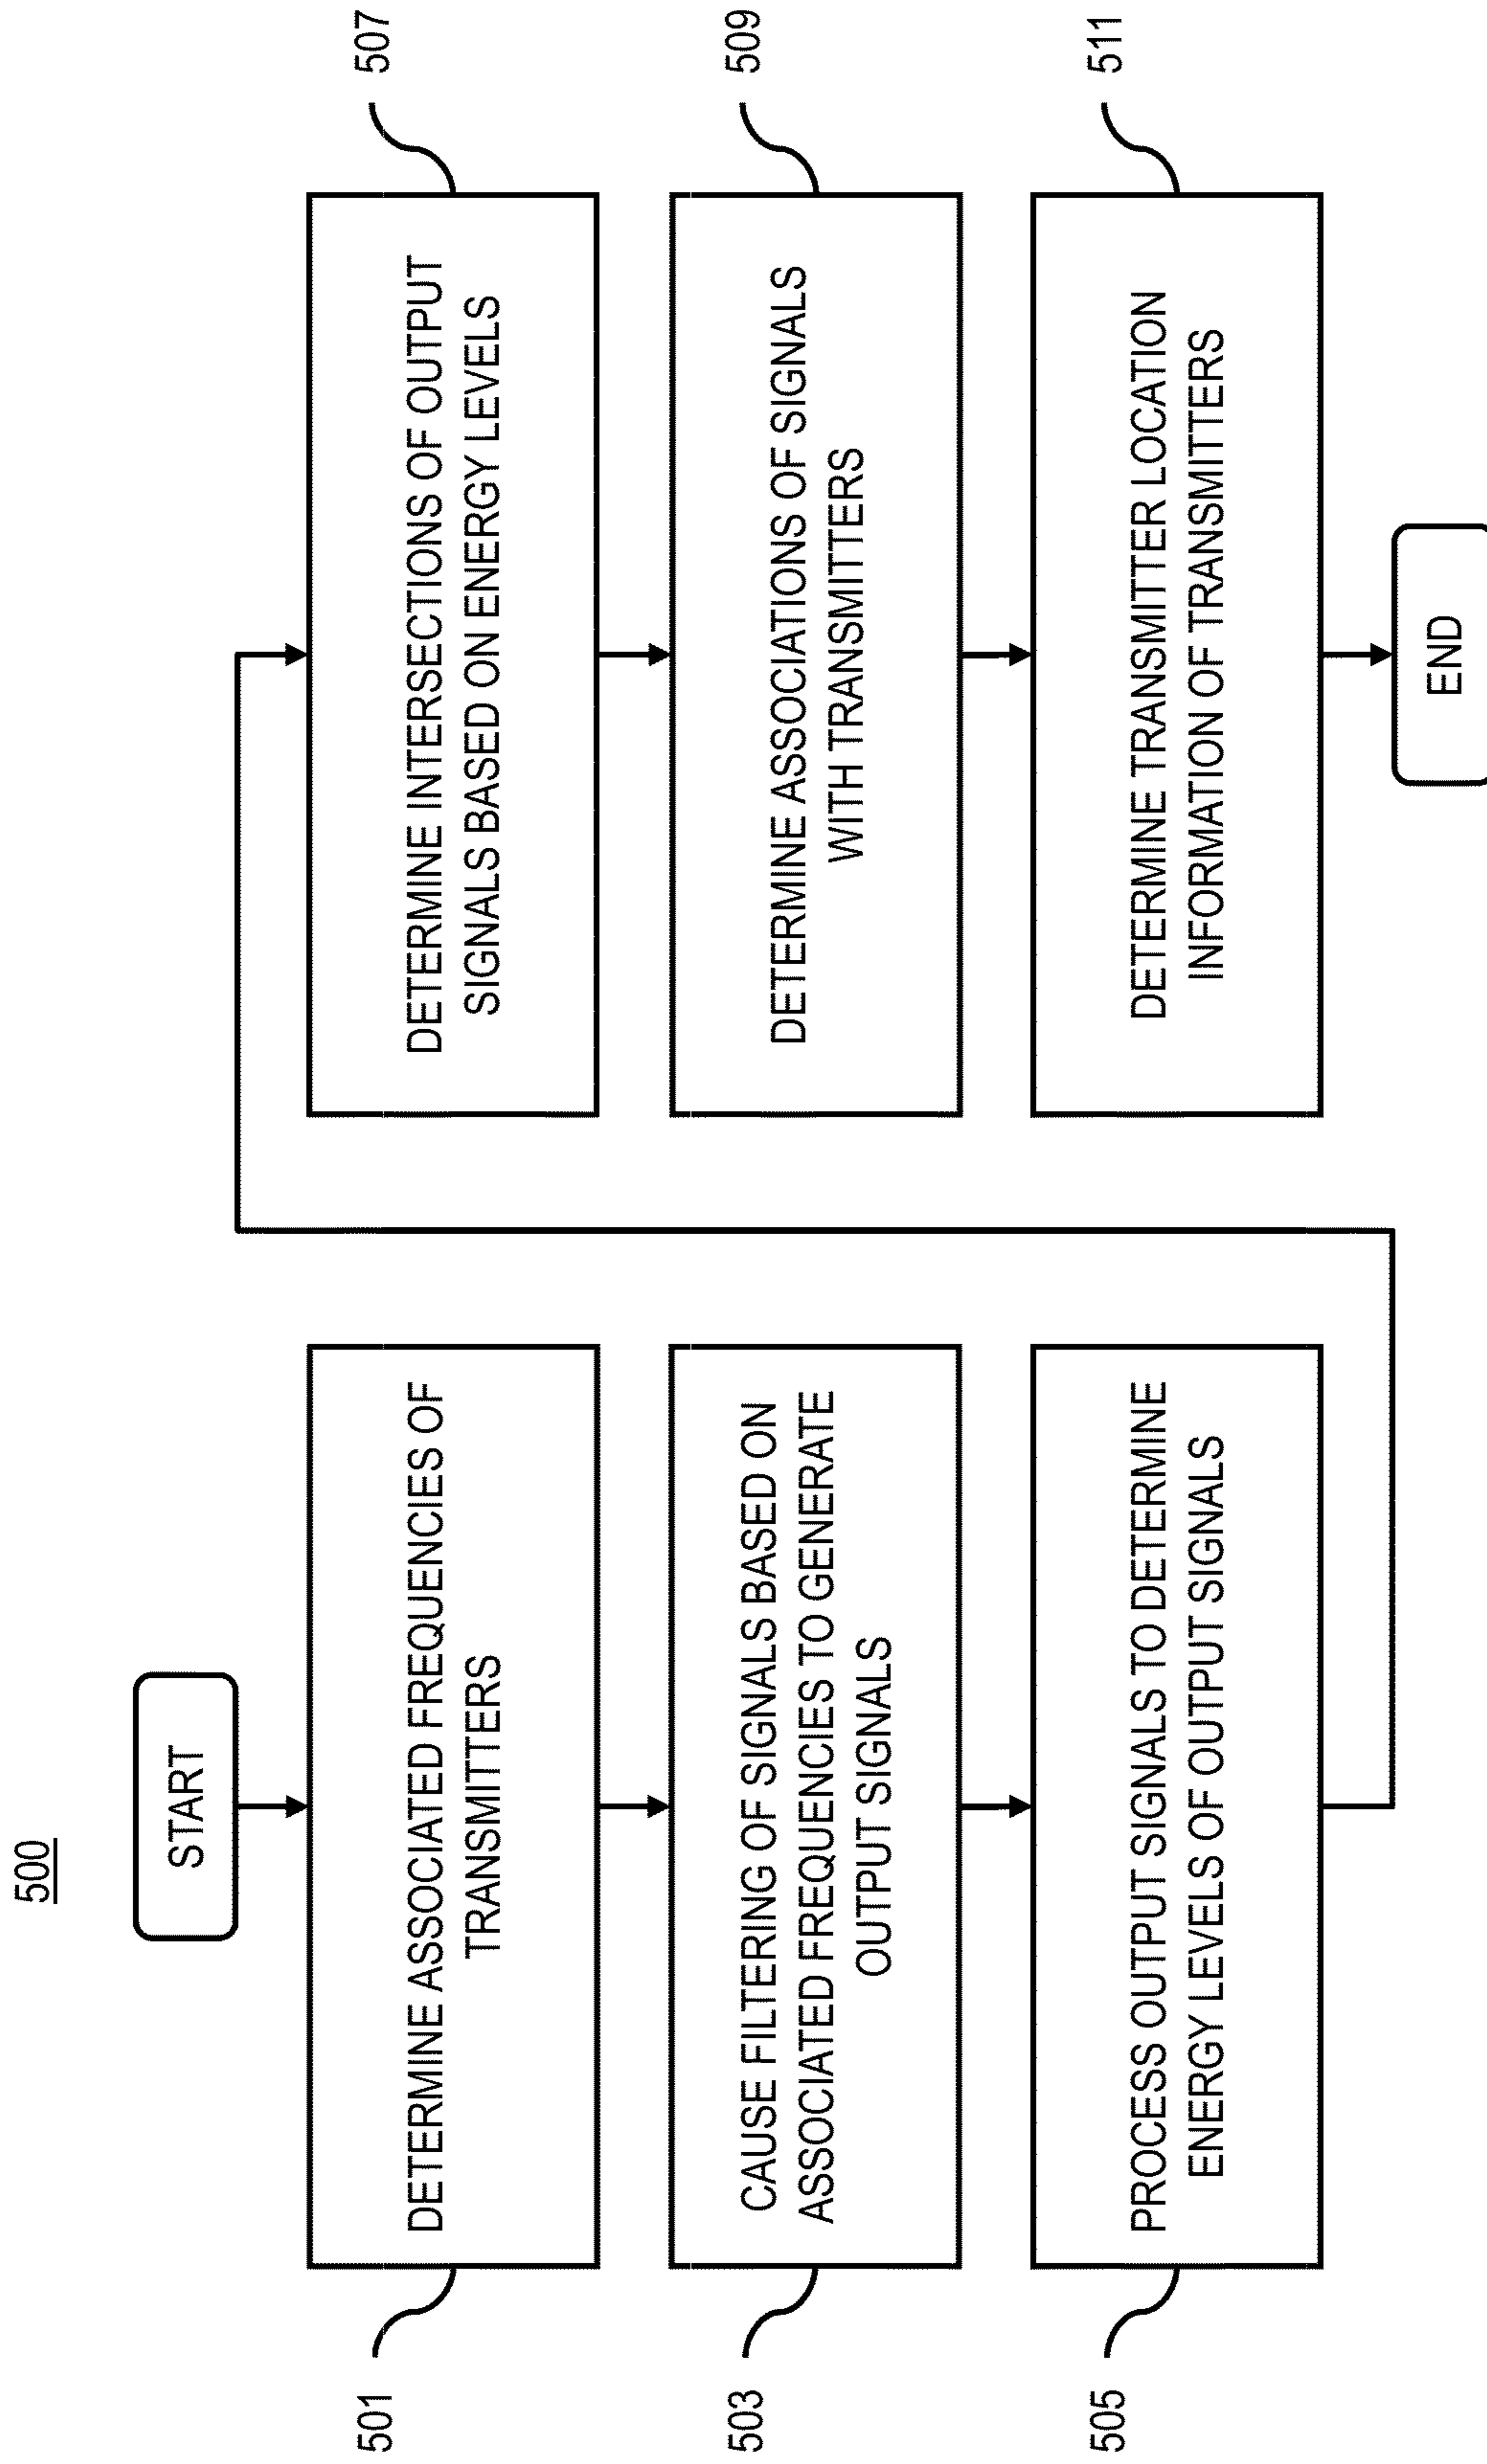 500
START
501
DETERMINE ASSOCIATED FREQUENCIES OF
TRANSMITTERS
503
CAUSE FILTERING OF SIGNALS BASED ON
ASSOCIATED FREQUENCIES TO GENERATE
OUTPUT SIGNALS
505
PROCESS OUTPUT SIGNALS TO DETERMINE
ENERGY LEVELS OF OUTPUT SIGNALS
507
DETERMINE INTERSECTIONS OF OUTPUT
SIGNALS BASED ON ENERGY LEVELS
509
DETERMINE ASSOCIATIONS OF SIGNALS
WITH TRANSMITTERS
511
DETERMINE TRANSMITTER LOCATION
INFORMATION OF TRANSMITTERS
END